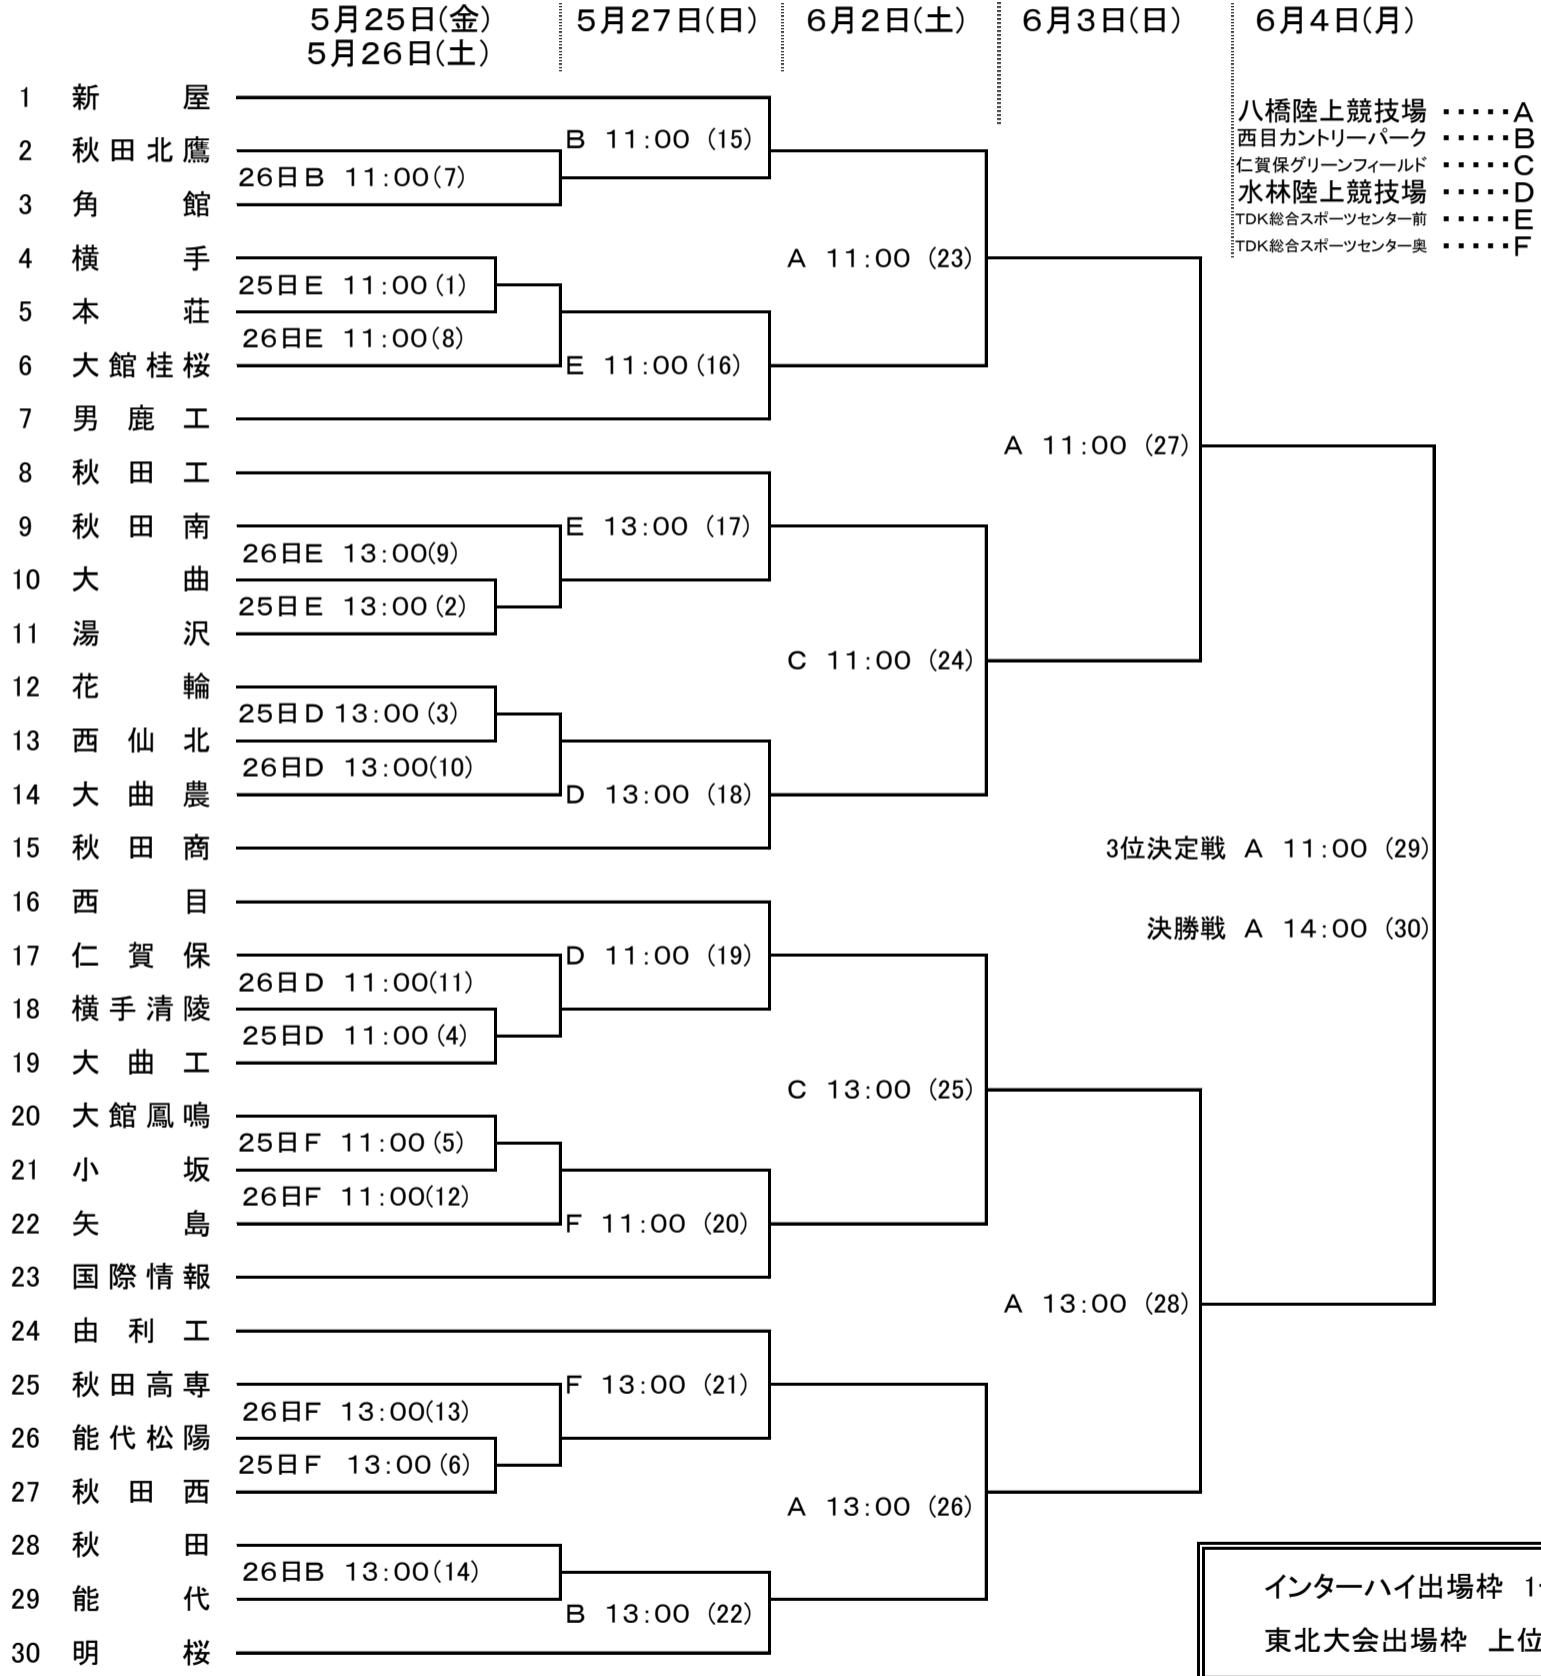 5月25日(金)
5月26日(土)
5月27日(日)
6月2日(土)
6月3日(日)
6月4日(月)
八橋陸上競技場 ・・・・・A
西目カントリーパーク ・・・・・B
仁賀保グリーンフィールド ・・・・・C
水林陸上競技場 ・・・・・D
TDK総合スポーツセンター前 ・・・・・E
TDK総合スポーツセンター奥 ・・・・・F
1 新屋
B 11:00 (15)
2 秋田北鷹
26日B 11:00(7)
3 角館
4 横手
A 11:00 (23)
25日E 11:00(1)
5 本荘
26日E 11:00(8)
6 大館桂桜
E 11:00(16)
7 男鹿工
A 11:00 (27)
8 秋田工
9 秋田南
E 13:00 (17)
26日E 13:00(9)
10 大曲
25日E 13:00(2)
11 湯沢
C 11:00 (24)
12 花輪
25日D 13:00(3)
13 西仙北
26日D 13:00(10)
14 大曲農
D 13:00 (18)
15 秋田商
3位決定戦 A 11:00 (29)
16 西目
決勝戦 A 14:00 (30)
17 仁賀保
D 11:00 (19)
26日D 11:00(11)
18 横手清陵
25日D 11:00(4)
19 大曲工
C 13:00 (25)
20 大館鳳鳴
25日F 11:00(5)
21 小坂
26日F 11:00(12)
22 矢島
F 11:00 (20)
23 国際情報
A 13:00 (28)
24 由利工
25 秋田高専
F 13:00 (21)
26日F 13:00(13)
26 能代松陽
25日F 13:00(6)
27 秋田西
A 13:00 (26)
28 秋田
26日B 13:00(14)
29 能代
B 13:00 (22)
30 明桜
インターハイ出場枠 1
東北大会出場枠 上位